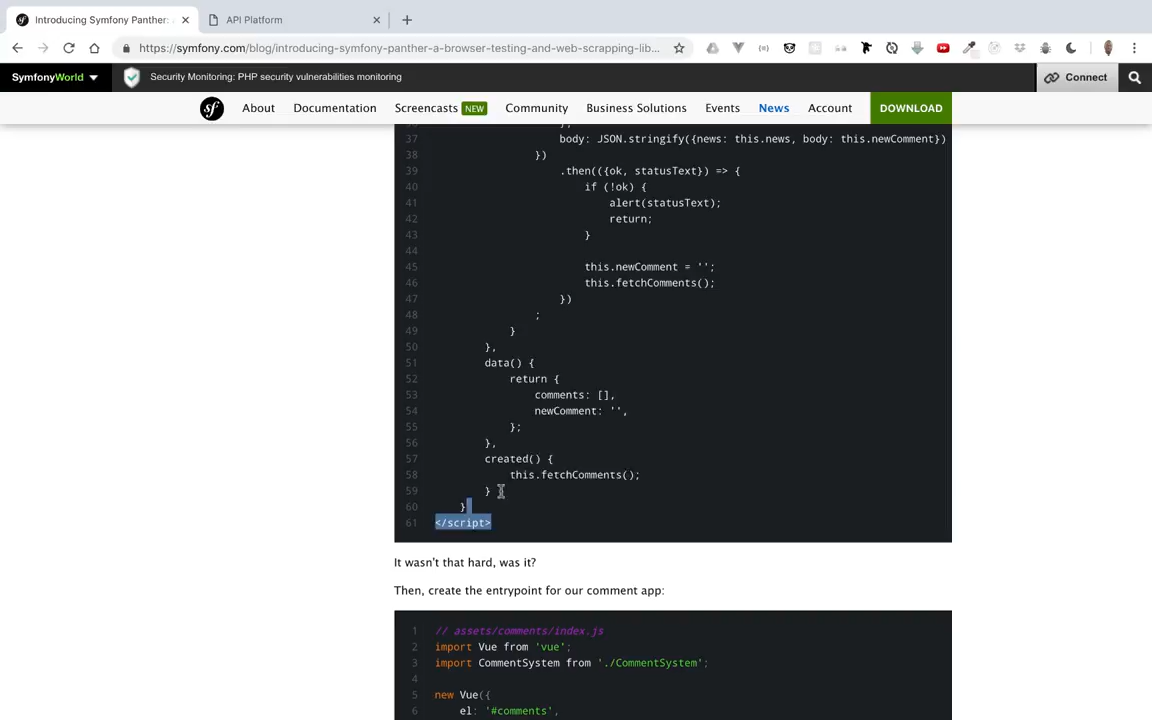 Introducing Symfony Panther:
API Platform
https://symfony.com/blog/introducing-symfony-panther-a-browser-testing-and-web-scrapping-lib...
SymfonyWorld
Security Monitoring: PHP security vulnerabilities monitoring
Connect
sf About Documentation Screencasts NEW Community Business Solutions Events News Account DOWNLOAD
37 body: JSON.stringify({news: this.news, body: this.newComment})
38 })
39 .then(({ok, statusText}) => {
40 if (!ok) {
41 alert(statusText);
42 return;
43 }
44
45 this.newComment = '';
46 this.fetchComments();
47 })
48 ;
49 }
50 },
51 data() {
52 return {
53 comments: [],
54 newComment: '',
55 };
56 },
57 created() {
58 this.fetchComments();
59 }
60 }
61 </script>
It wasn't that hard, was it?
Then, create the entrypoint for our comment app:
1 // assets/comments/index.js
2 import Vue from 'vue';
3 import CommentSystem from './CommentSystem';
4
5 new Vue({
6 el: '#comments',